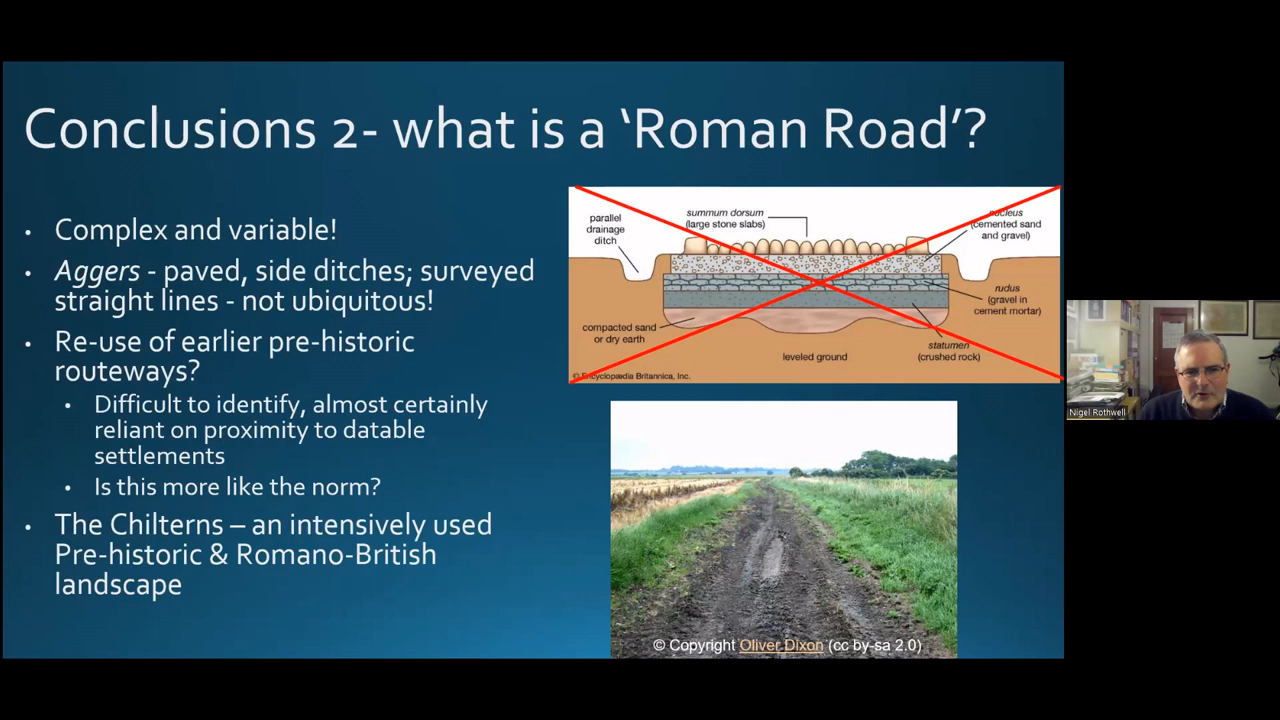 Conclusions 2- what is a ‘Roman Road’?
• Complex and variable!
• Aggers - paved, side ditches; surveyed
straight lines - not ubiquitous!
• Re-use of earlier pre-historic
routeways?
• Difficult to identify, almost certainly
reliant on proximity to datable
settlements
• Is this more like the norm?
• The Chilterns – an intensively used
Pre-historic & Romano-British
landscape
parallel
drainage
ditch
summum dorsum
(large stone slabs)
nucleus
(cemented sand
and gravel)
rudus
(gravel in
cement mortar)
compacted sand
or dry earth
statumen
(crushed rock)
leveled ground
© Encyclopædia Britannica, Inc.
© Copyright Oliver Dixon (cc by-sa 2.0)
Nigel Rothwell